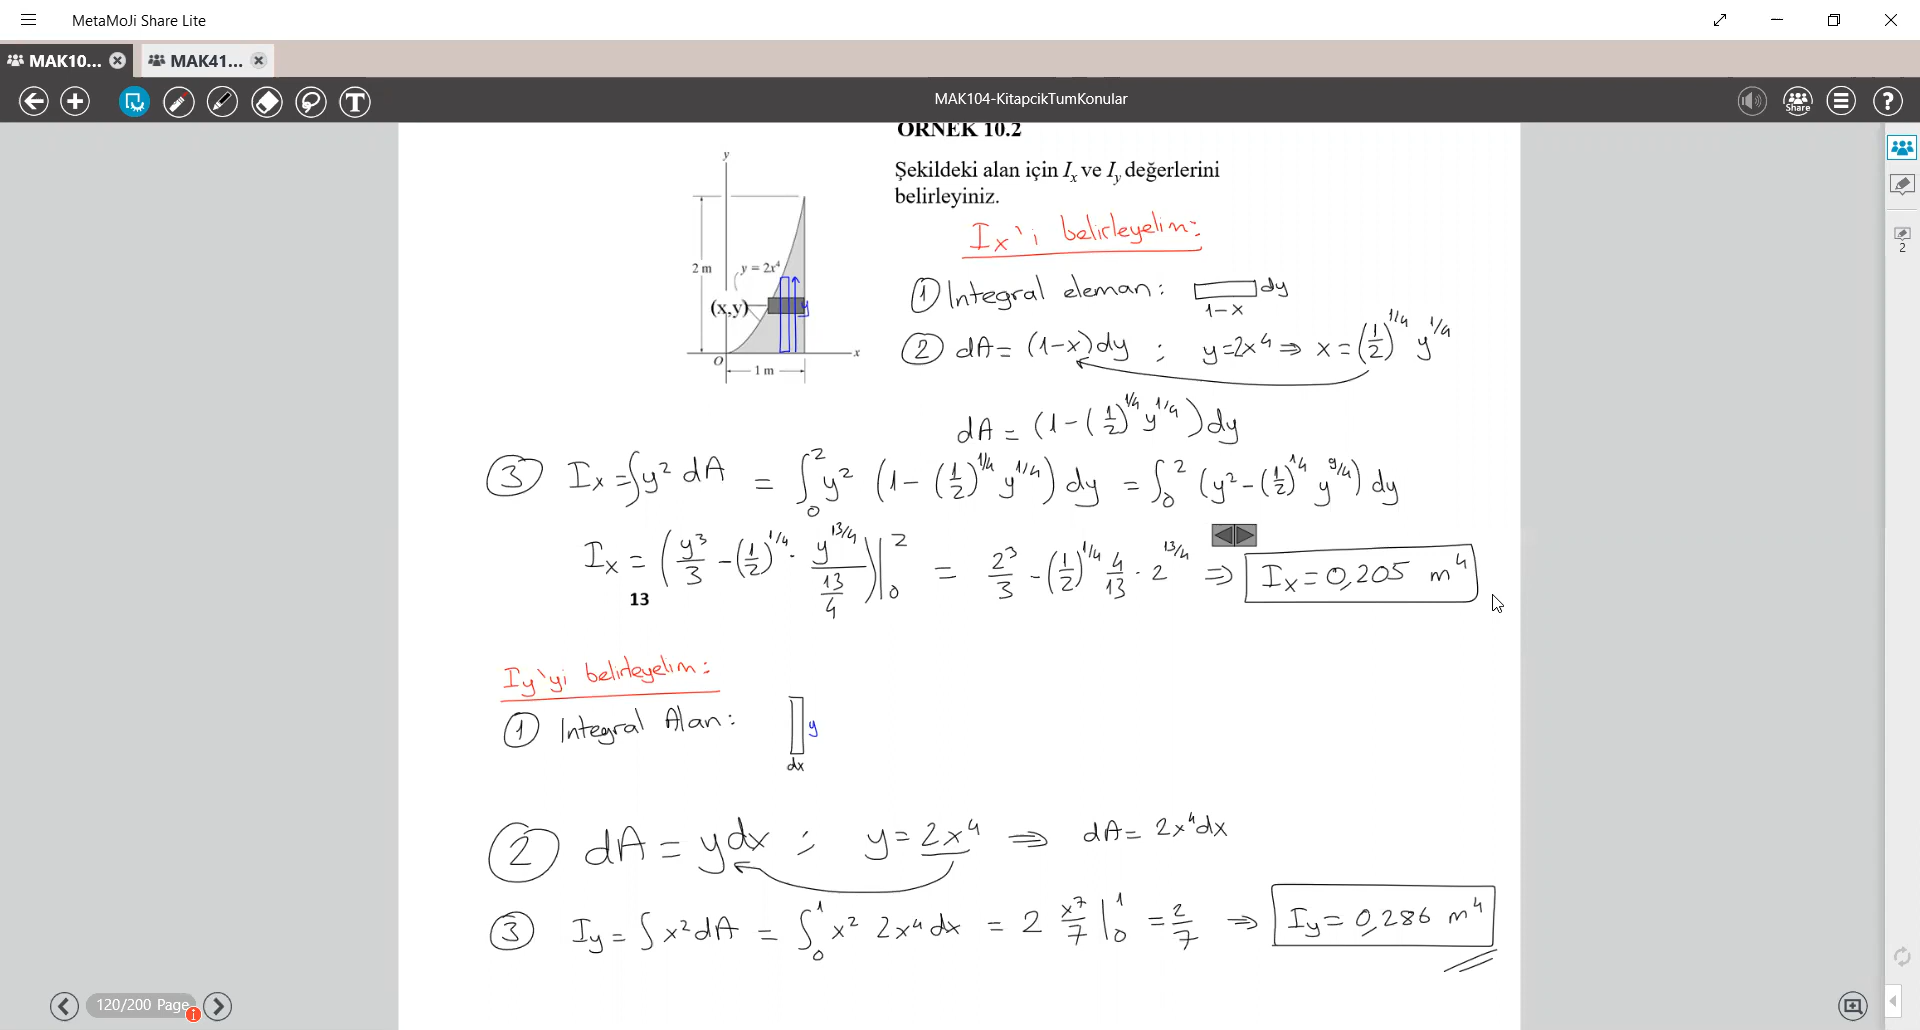 MetaMoJi Share Lite
MAK10...
MAK41...
MAK104-KitapcikTumKonular
Share
T
?
ÖRNEK 10.2
Şekildeki alan için I_x ve I_y değerlerini
belirleyiniz.
y
2 m
y = 2x⁴
(x,y)
y
x
O
1 m
Ix'i belirleyelim:
① Integral eleman: dy
1-x
② dA = (1-x)dy ; y=2x⁴ ⇒ x = (1/2)^1/4 y^1/4
dA = (1-(1/2)^1/4 y^1/4) dy
③ Ix = ∫y² dA = ∫₀² y² (1-(1/2)^1/4 y^1/4) dy = ∫₀² (y²-(1/2)^1/4 y^9/4) dy
Ix = (y³/3 - (1/2)^1/4 · y^13/4/(13/4))|₀² = 2³/3 - (1/2)^1/4 4/13 · 2^13/4 ⇒ Ix = 0,205 m⁴
13
Iy'yi belirleyelim:
① Integral Alan: y
dx
② dA = ydx ; y = 2x⁴ ⇒ dA = 2x⁴dx
③ Iy = ∫x²dA = ∫₀¹ x² 2x⁴dx = 2 x⁷/7 |₀¹ = 2/7 ⇒ Iy = 0,286 m⁴
2
120/200 Page